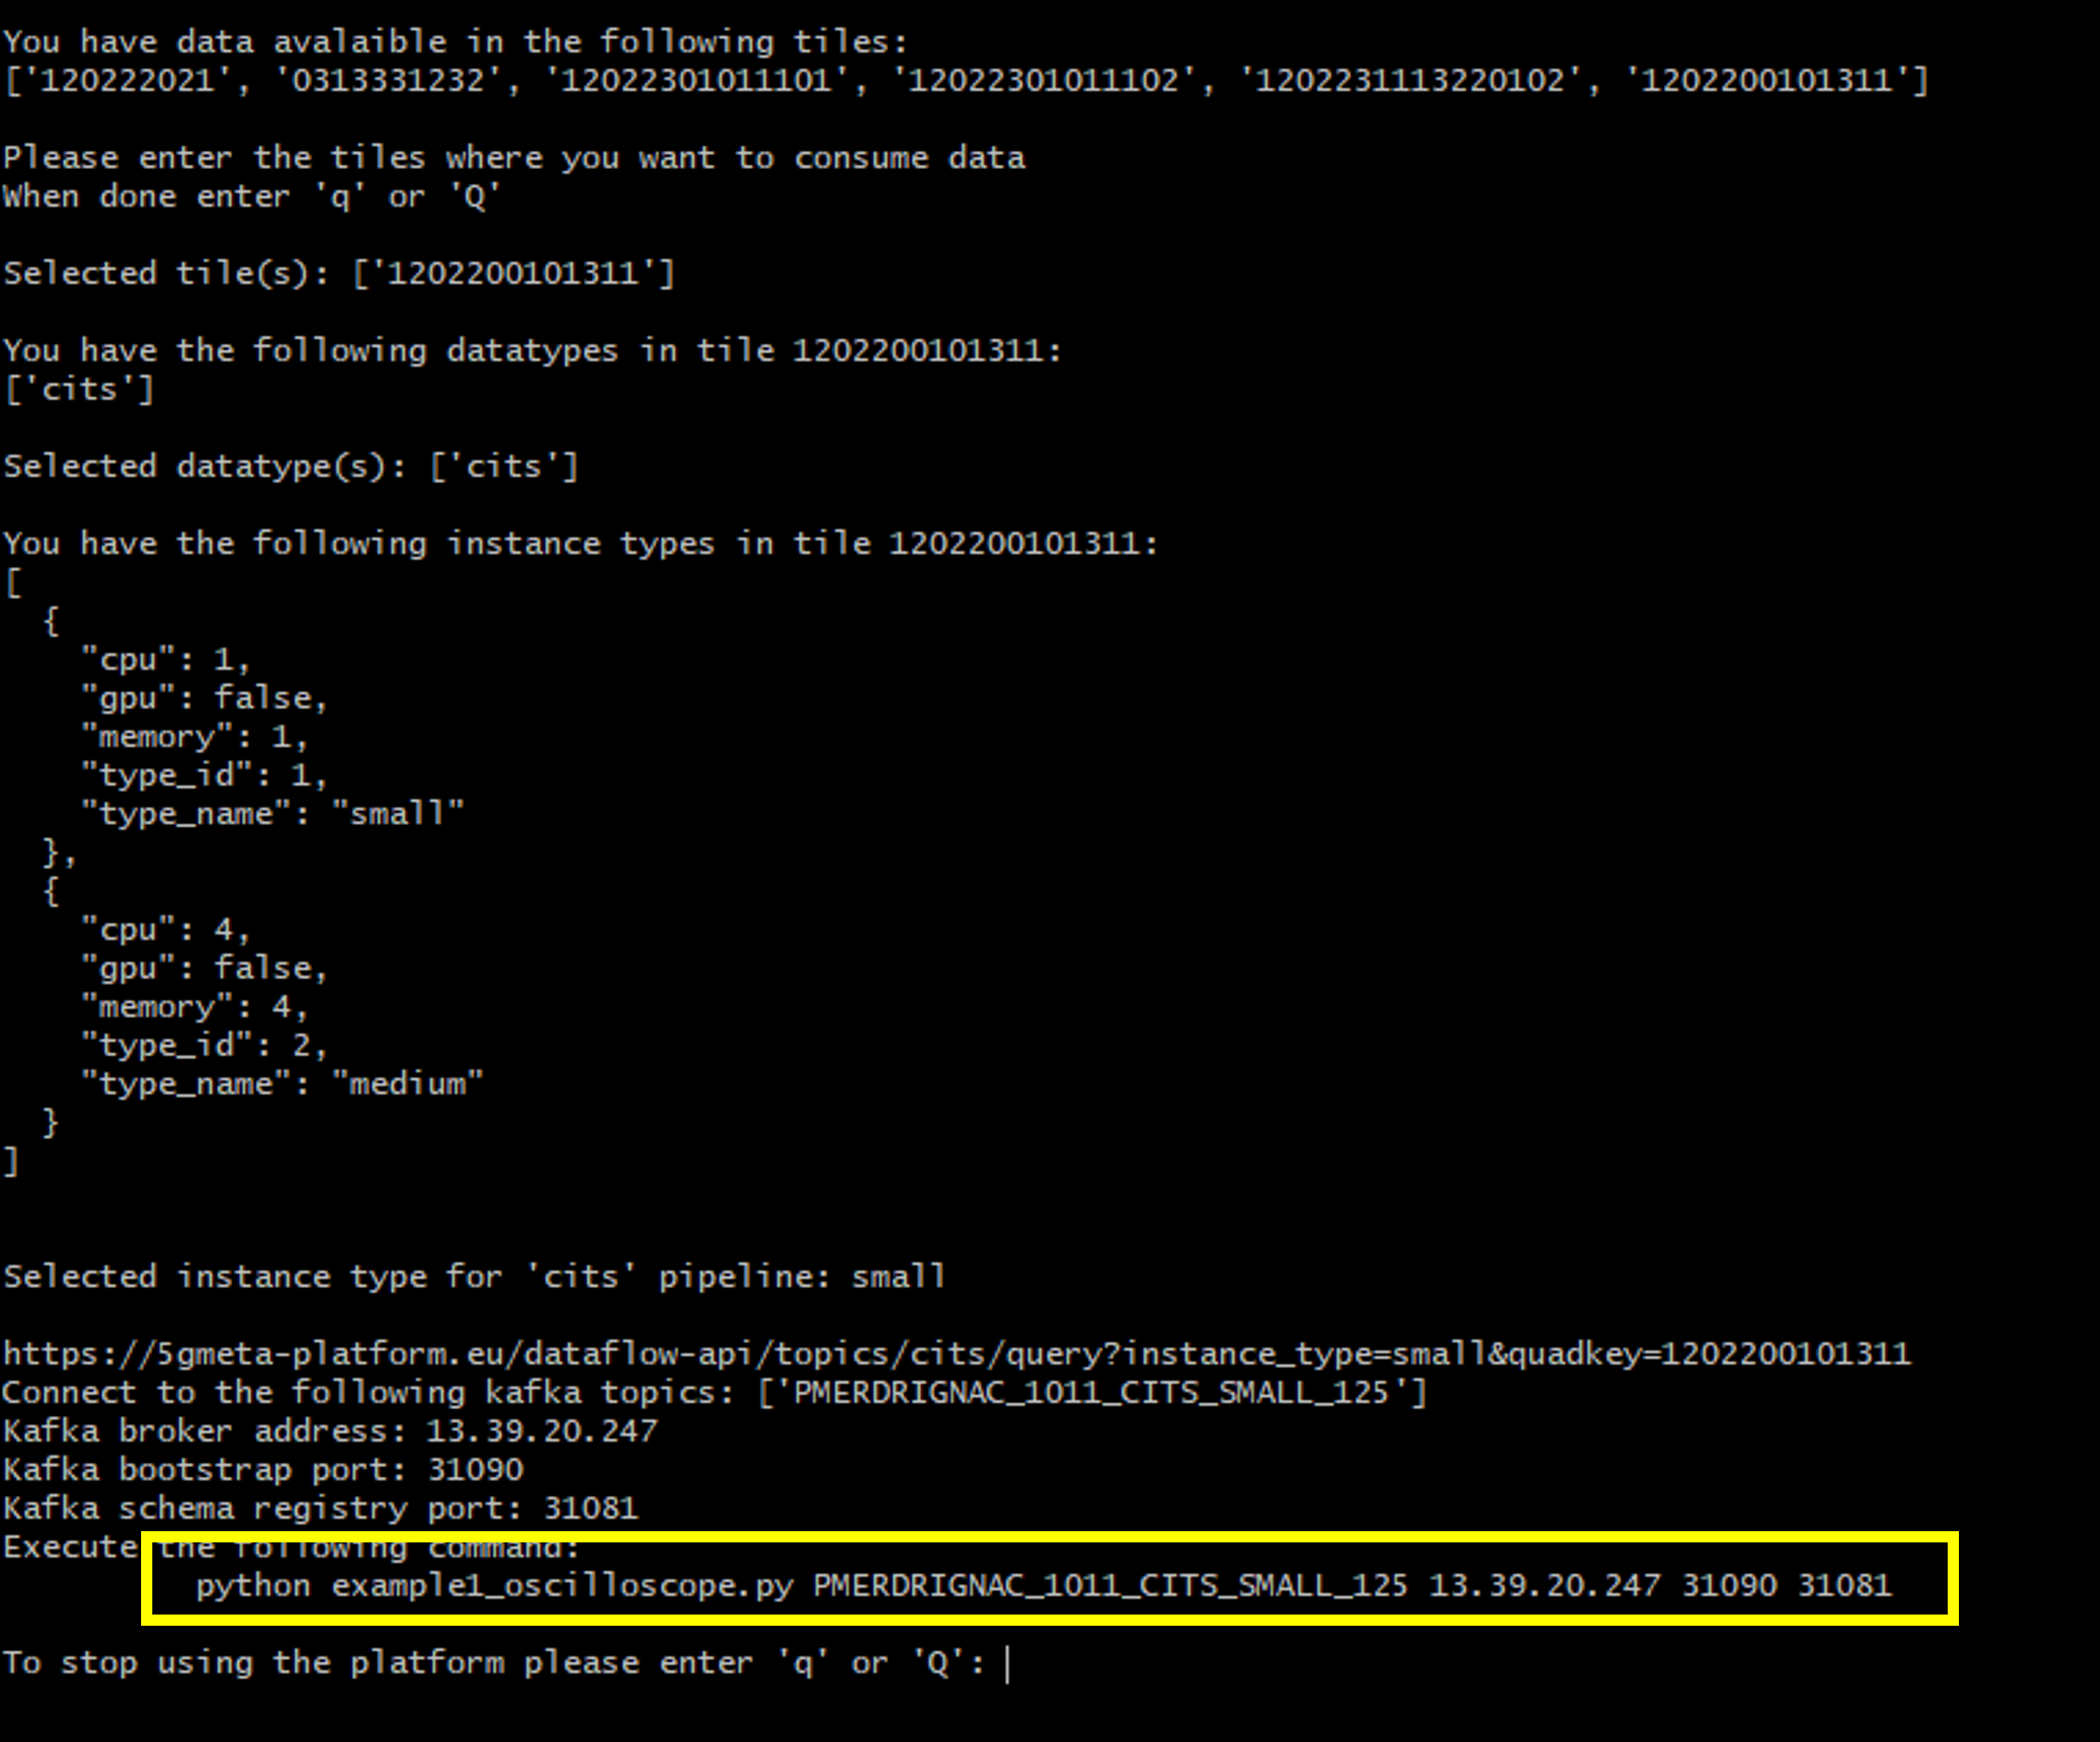 You have data avalaible in the following tiles:
['120222021', '0313331232', '12022301011101', '12022301011102', '1202231113220102', '1202200101311']
Please enter the tiles where you want to consume data
When done enter 'q' or 'Q'
Selected tile(s): ['1202200101311']
You have the following datatypes in tile 1202200101311:
['cits']
Selected datatype(s): ['cits']
You have the following instance types in tile 1202200101311:
[
  {
    "cpu": 1,
    "gpu": false,
    "memory": 1,
    "type_id": 1,
    "type_name": "small"
  },
  {
    "cpu": 4,
    "gpu": false,
    "memory": 4,
    "type_id": 2,
    "type_name": "medium"
  }
]
Selected instance type for 'cits' pipeline: small
https://5gmeta-platform.eu/dataflow-api/topics/cits/query?instance_type=small&quadkey=1202200101311
Connect to the following kafka topics: ['PMERDRIGNAC_1011_CITS_SMALL_125']
Kafka broker address: 13.39.20.247
Kafka bootstrap port: 31090
Kafka schema registry port: 31081
Execute the following command:
python example1_oscilloscope.py PMERDRIGNAC_1011_CITS_SMALL_125 13.39.20.247 31090 31081
To stop using the platform please enter 'q' or 'Q':